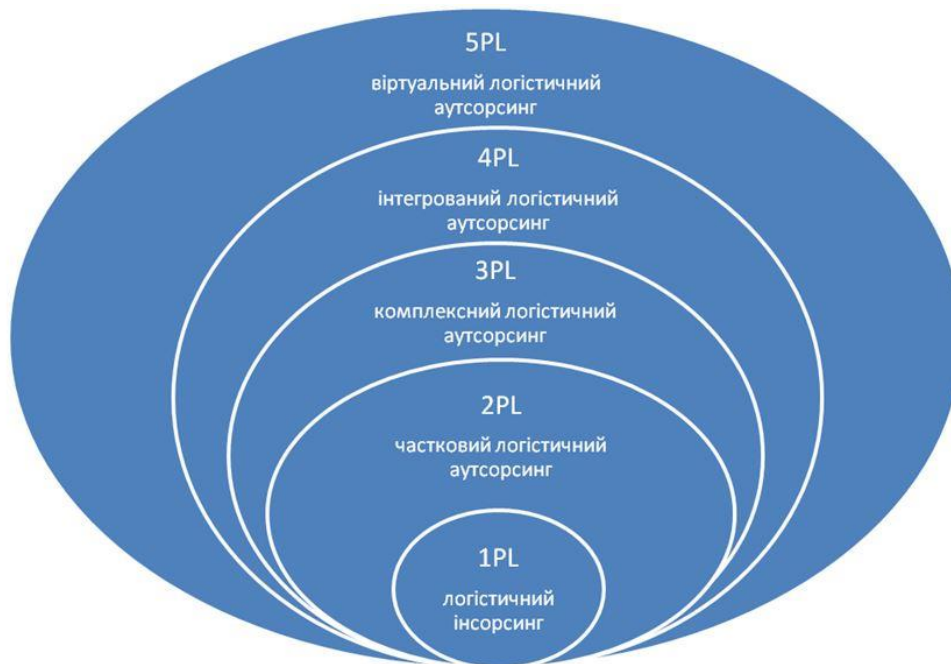 5PL
віртуальний логістичний
аутсорсинг
4PL
інтегрований логістичний
аутсорсинг
3PL
комплексний логістичний
аутсорсинг
2PL
частковий логістичний
аутсорсинг
1PL
логістичний
інсорсинг